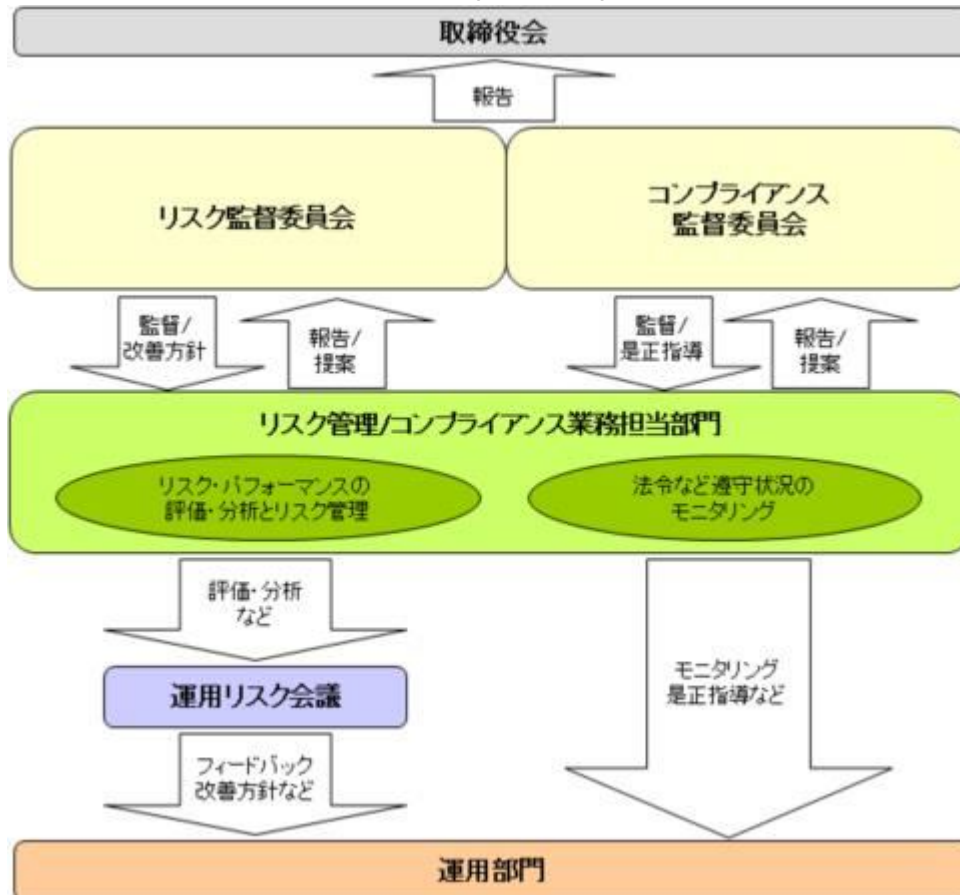 取締役会
報告
リスク監督委員会
コンプライアンス
監督委員会
監督/
改善方針
報告/
提案
監督/
是正指導
報告/
提案
リスク管理/コンプライアンス業務担当部門
リスク・パフォーマンスの
評価・分析とリスク管理
法令など遵守状況の
モニタリング
評価・分析
など
運用リスク会議
モニタリング
是正指導など
フィードバック
改善方針など
運用部門